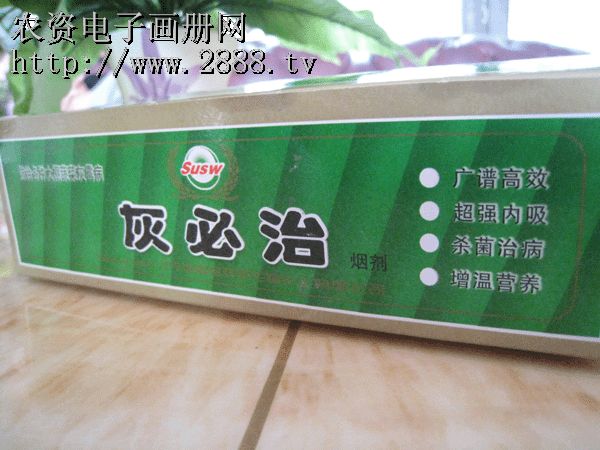 农资电子画册网
http://www.2888.tv
Susw
灰必治
烟剂
广谱高效
超强内吸
杀菌治病
增温营养